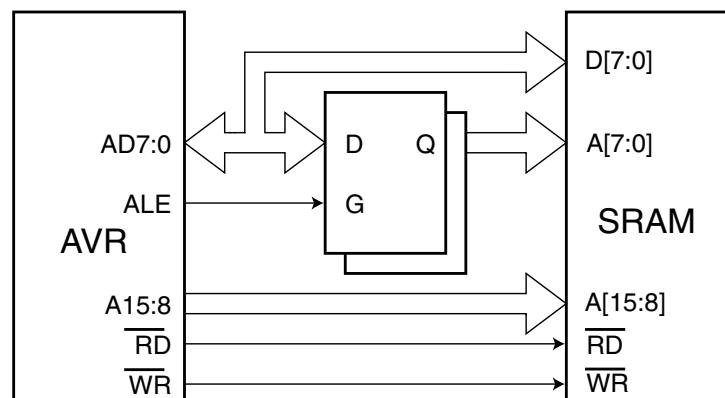 D[7:0]
AD7:0 D Q A[7:0]
ALE G
AVR SRAM
A15:8 A[15:8]
RD RD
WR WR